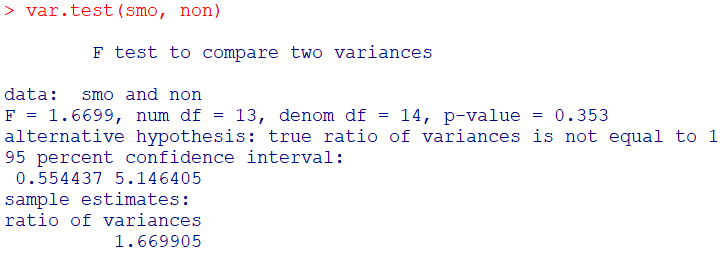 > var.test(smo, non)
F test to compare two variances
data:  smo and non
F = 1.6699, num df = 13, denom df = 14, p-value = 0.353
alternative hypothesis: true ratio of variances is not equal to 1
95 percent confidence interval:
 0.554437 5.146405
sample estimates:
ratio of variances
1.669905